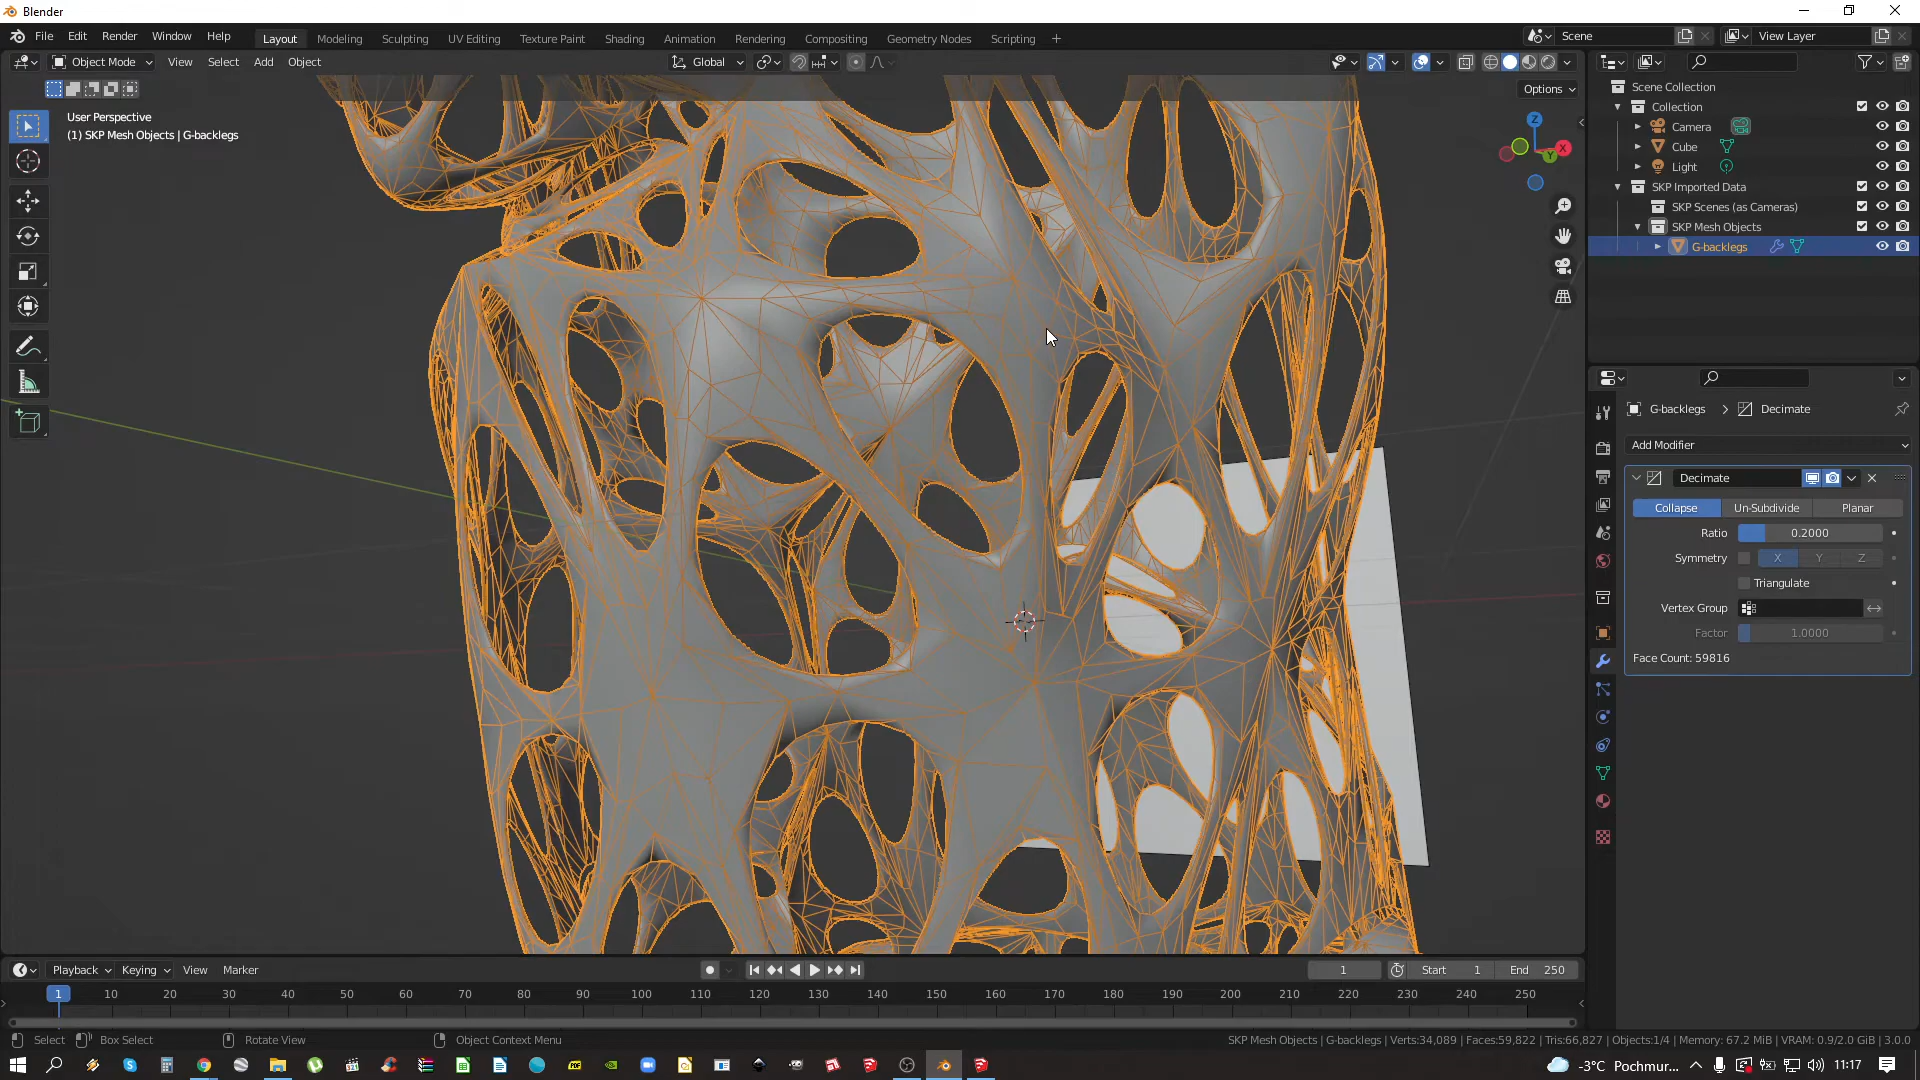 Blender
File Edit Render Window Help
Layout Modeling Sculpting UV Editing Texture Paint Shading Animation Rendering Compositing Geometry Nodes Scripting
Scene
View Layer
Object Mode View Select Add Object
Global
Options
User Perspective
(1) SKP Mesh Objects | G-backlegs
Z
X
Y
Scene Collection
Collection
Camera
Cube
Light
SKP Imported Data
SKP Scenes (as Cameras)
SKP Mesh Objects
G-backlegs
G-backlegs > Decimate
Add Modifier
Decimate
Collapse Un-Subdivide Planar
Ratio 0.2000
Symmetry X Y Z
Triangulate
Vertex Group
Factor 1.0000
Face Count: 59816
Playback Keying View Marker
1 Start 1 End 250
1 10 20 30 40 50 60 70 80 90 100 110 120 130 140 150 160 170 180 190 200 210 220 230 240 250
Select Box Select Rotate View Object Context Menu
SKP Mesh Objects | G-backlegs | Verts:34,089 | Faces:59,822 | Tris:66,827 | Objects:1/4 | Memory: 67.2 MiB | VRAM: 0.9/2.0 GiB | 3.0.0
-3°C Pochmur... 11:17